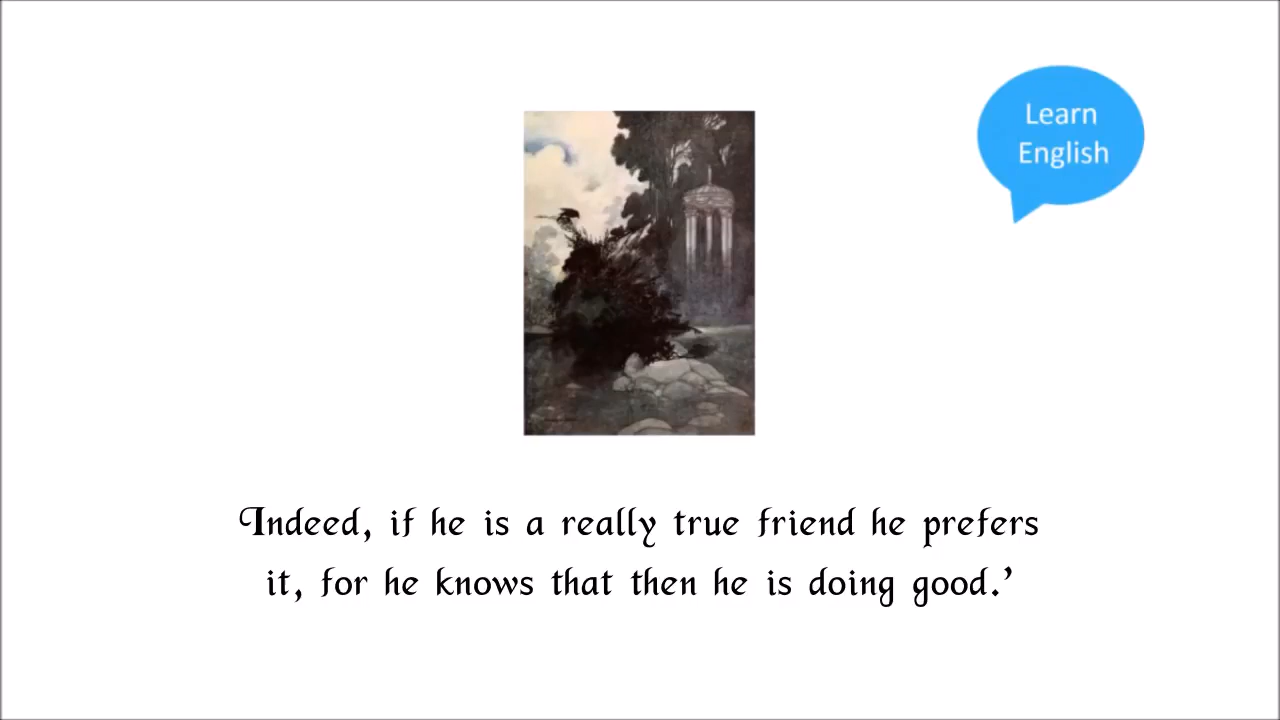 Learn
English
Indeed, if he is a really true friend he prefers
it, for he knows that then he is doing good.’